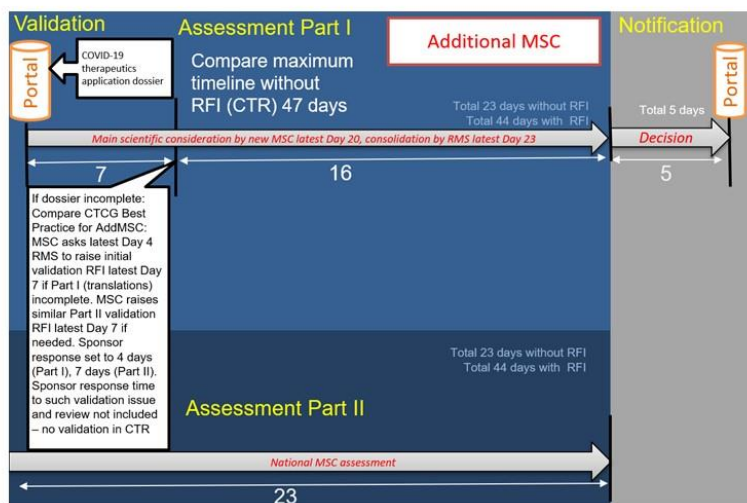 Validation
Assessment Part I
Additional MSC
Notification
Portal
COVID-19
therapeutics
application dossier
Compare maximum
timeline without
RFI (CTR) 47 days
Portal
Total 23 days without RFI
Total 44 days with RFI
Total 5 days
Main scientific consideration by new MSC latest Day 20, consolidation by RMS latest Day 23
Decision
7
16
5
If dossier incomplete:
Compare CTCG Best
Practice for AddMSC:
MSC asks latest Day 4
RMS to raise initial
validation RFI latest Day
7 if Part I (translations)
incomplete. MSC raises
similar Part II validation
RFI latest Day 7 if
needed. Sponsor
response set to 4 days
(Part I), 7 days (Part II).
Sponsor response time
to such validation issue
and review not included
– no validation in CTR
Total 23 days without RFI
Total 44 days with RFI
Assessment Part II
National MSC assessment
23